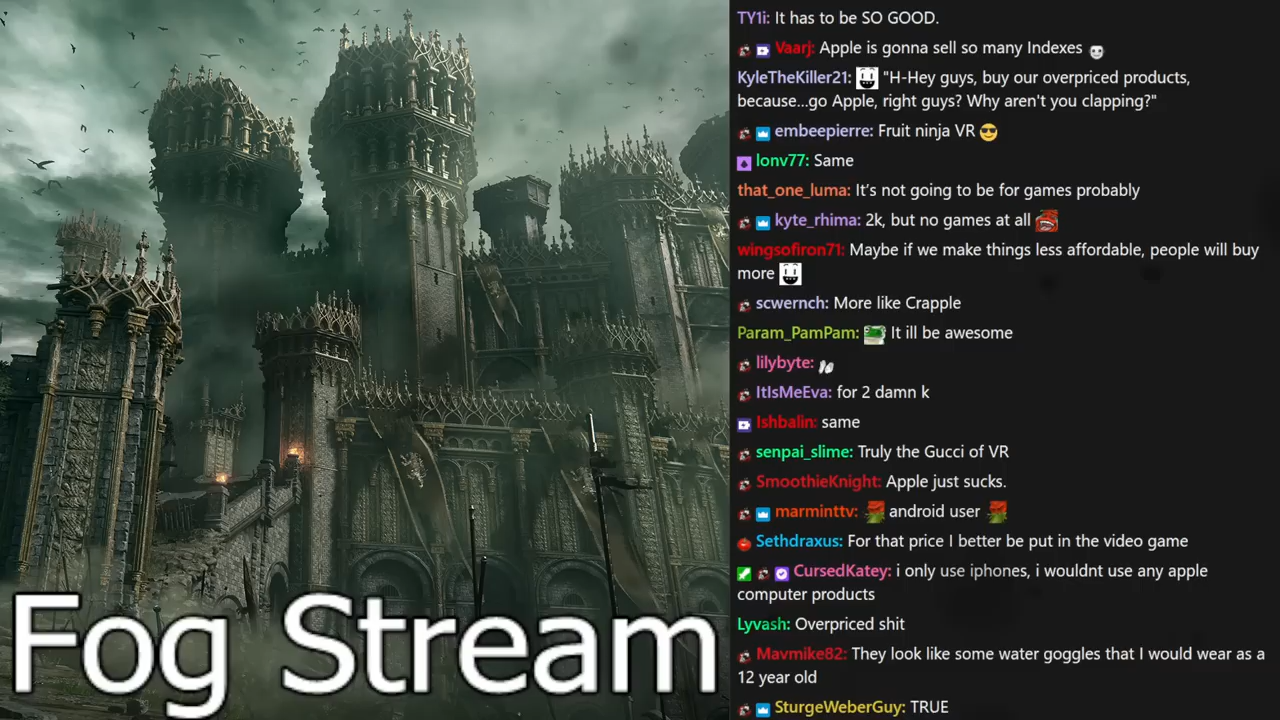 TY1i: It has to be SO GOOD.
Vaarj: Apple is gonna sell so many Indexes
KyleTheKiller21: "H-Hey guys, buy our overpriced products,
because...go Apple, right guys? Why aren't you clapping?"
embeepierre: Fruit ninja VR
lonv77: Same
that_one_luma: It's not going to be for games probably
kyte_rhima: 2k, but no games at all
wingsofiron71: Maybe if we make things less affordable, people will buy
more
scwernch: More like Crapple
Param_PamPam: It ill be awesome
lilybyte:
ItIsMeEva: for 2 damn k
Ishbalin: same
senpai_slime: Truly the Gucci of VR
SmoothieKnight: Apple just sucks.
marminttv: android user
Sethdraxus: For that price I better be put in the video game
CursedKatey: i only use iphones, i wouldnt use any apple
computer products
Lyvash: Overpriced shit
Mavmike82: They look like some water goggles that I would wear as a
12 year old
SturgeWeberGuy: TRUE
Fog Stream